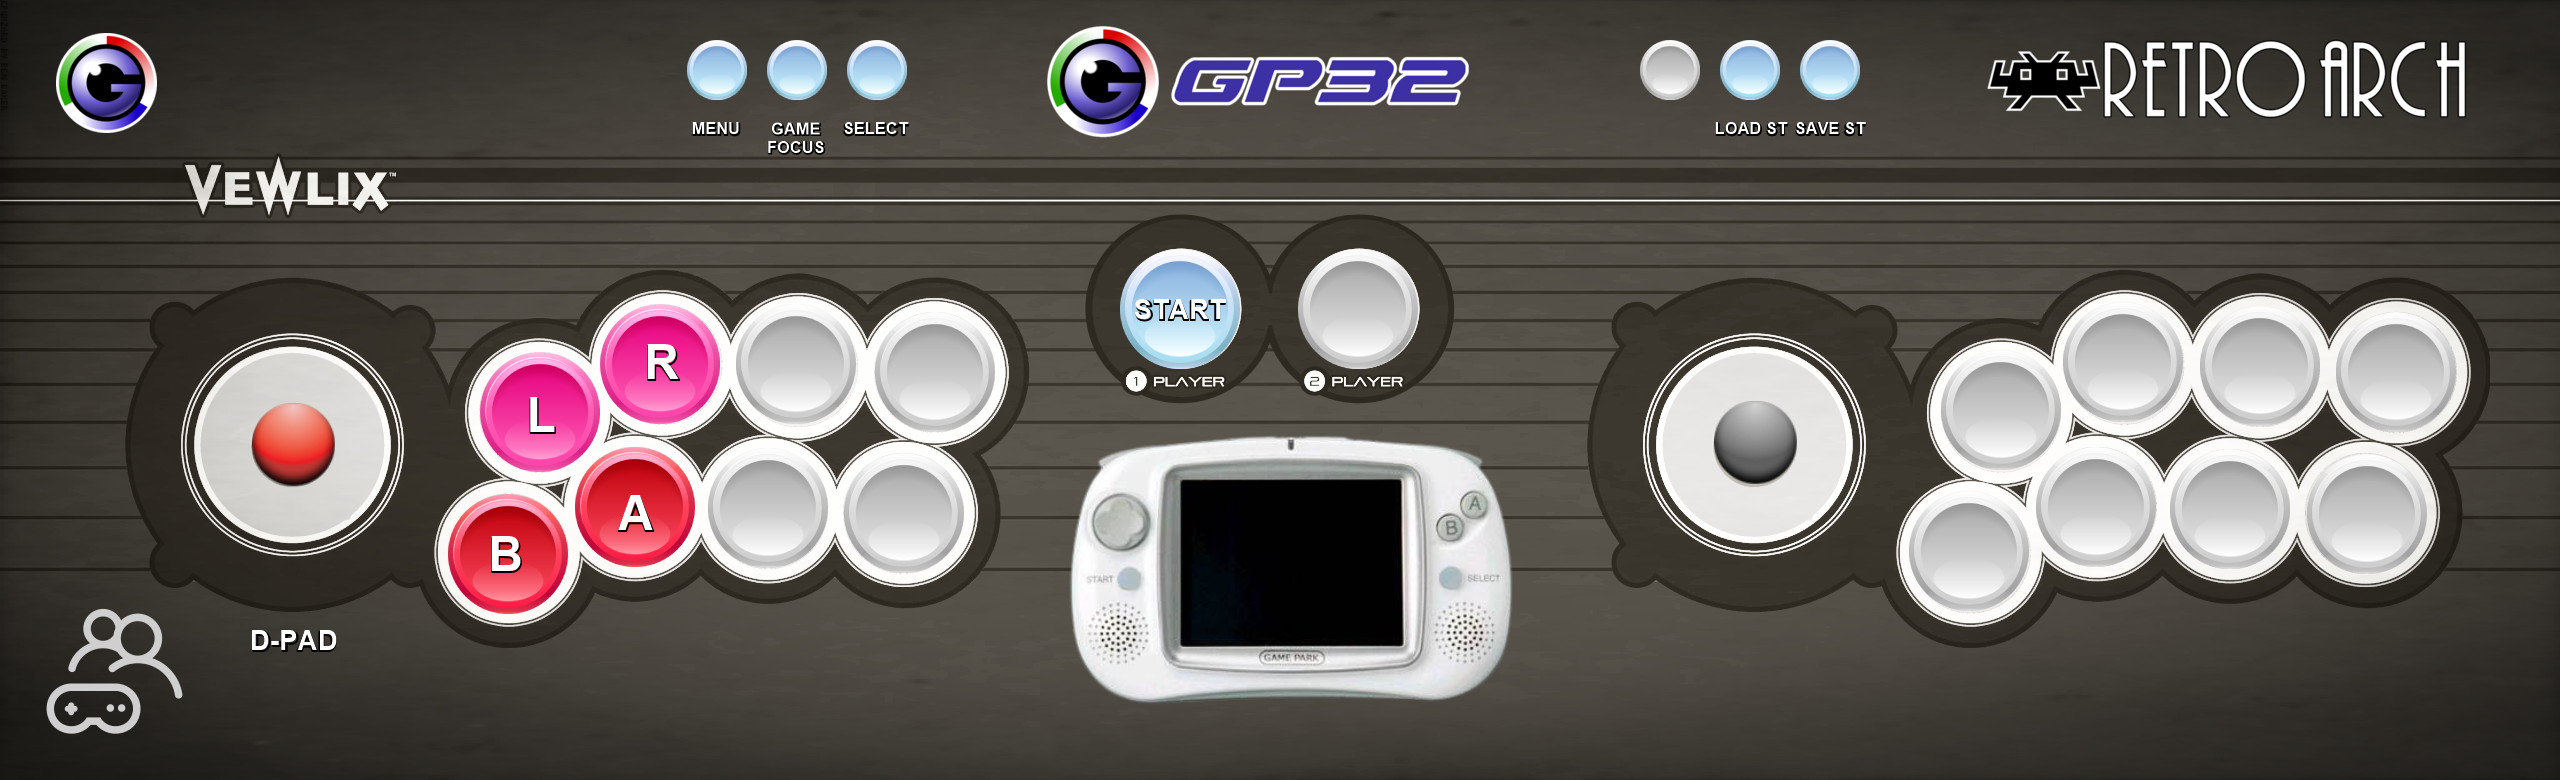 G
MENU
GAME
FOCUS
SELECT
G GP32
LOAD ST
SAVE ST
RETRO ARCH
VEWLIX™
START
1 PLAYER
2 PLAYER
L
R
B
A
D-PAD
A
B
START
SELECT
GAME PARK